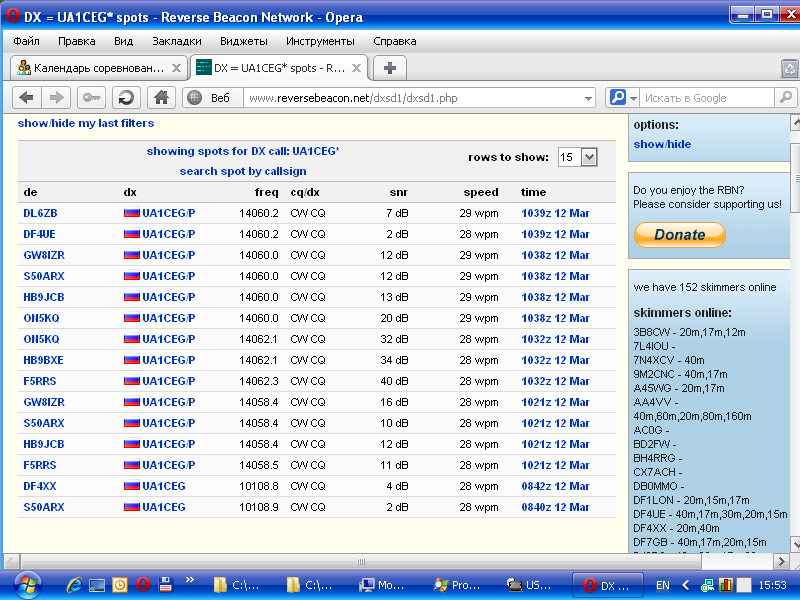 DX = UA1CEG* spots - Reverse Beacon Network - Opera
Файл Правка Вид Закладки Виджеты Инструменты Справка
Календарь соревнован... DX = UA1CEG* spots - R...
Веб www.reversebeacon.net/dxsd1/dxsd1.php Искать в Google
show/hide my last filters
showing spots for DX call: UA1CEG*
search spot by callsign
rows to show: 15
de dx freq cq/dx snr speed time
DL6ZB UA1CEG/P 14060.2 CW CQ 7 dB 29 wpm 1039z 12 Mar
DF4UE UA1CEG/P 14060.2 CW CQ 2 dB 28 wpm 1039z 12 Mar
GW8IZR UA1CEG/P 14060.0 CW CQ 12 dB 29 wpm 1038z 12 Mar
S50ARX UA1CEG/P 14060.0 CW CQ 12 dB 29 wpm 1038z 12 Mar
HB9JCB UA1CEG/P 14060.0 CW CQ 13 dB 29 wpm 1038z 12 Mar
ON5KQ UA1CEG/P 14060.0 CW CQ 20 dB 29 wpm 1038z 12 Mar
ON5KQ UA1CEG/P 14062.1 CW CQ 32 dB 28 wpm 1032z 12 Mar
HB9BXE UA1CEG/P 14062.1 CW CQ 34 dB 28 wpm 1032z 12 Mar
F5RRS UA1CEG/P 14062.3 CW CQ 40 dB 28 wpm 1032z 12 Mar
GW8IZR UA1CEG/P 14058.4 CW CQ 16 dB 28 wpm 1021z 12 Mar
S50ARX UA1CEG/P 14058.4 CW CQ 10 dB 28 wpm 1021z 12 Mar
HB9JCB UA1CEG/P 14058.4 CW CQ 12 dB 28 wpm 1021z 12 Mar
F5RRS UA1CEG/P 14058.5 CW CQ 11 dB 28 wpm 1021z 12 Mar
DF4XX UA1CEG 10108.8 CW CQ 4 dB 28 wpm 0842z 12 Mar
S50ARX UA1CEG 10108.9 CW CQ 2 dB 28 wpm 0840z 12 Mar
options:
show/hide
Do you enjoy the RBN?
Please consider supporting us!
Donate
we have 152 skimmers online
skimmers online:
3B8CW - 20m,17m,12m
7L4IOU -
7N4XCV - 40m
9M2CNC - 40m,17m
A45WG - 20m,17m
AA4VV -
40m,60m,20m,80m,160m
AC0G -
BD2FW -
BH4RRG -
CX7ACH -
DB0MMO -
DF1LON - 20m,15m,17m
DF4UE - 40m,17m,30m,20m,15m
DF4XX - 20m,40m
DF7GB - 40m,17m,20m,15m
» C:\... C:\... Mo... Pro... US... DX ... EN 15:53